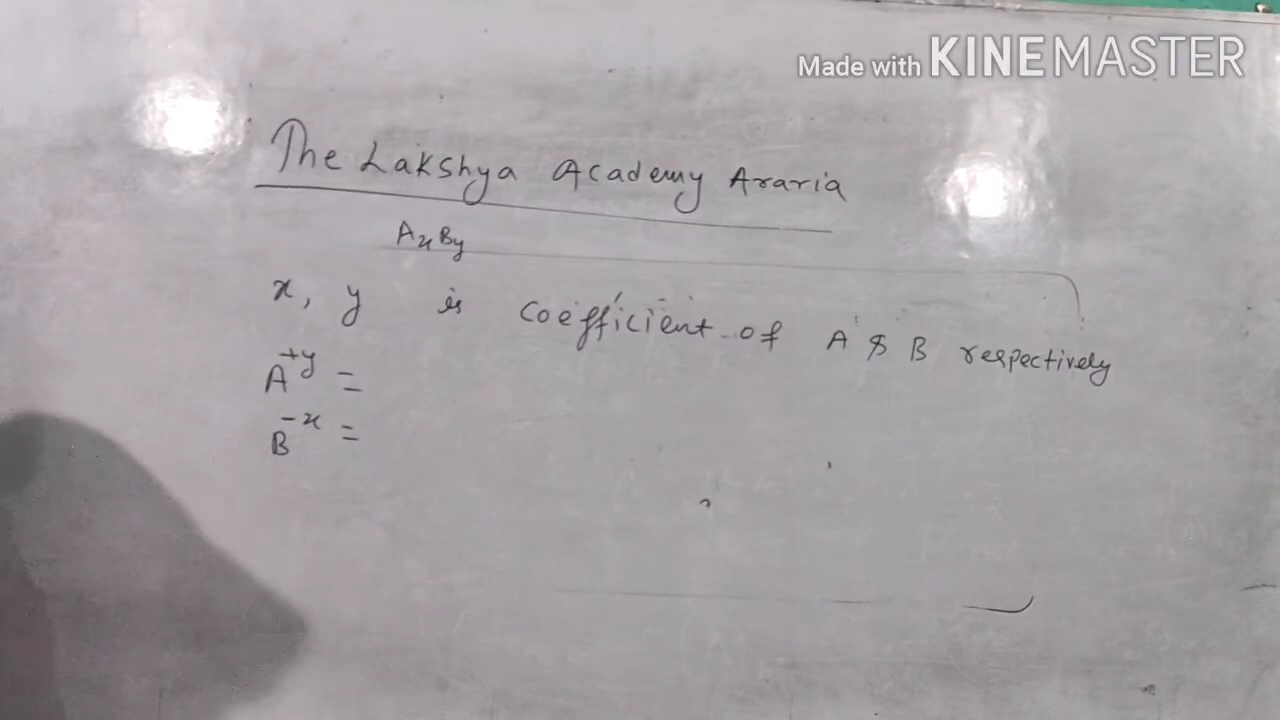 Made with KINEMASTER
The Lakshya Academy Araria
AxBy
x, y is coefficient of A & B respectively
A+y =
B-x =